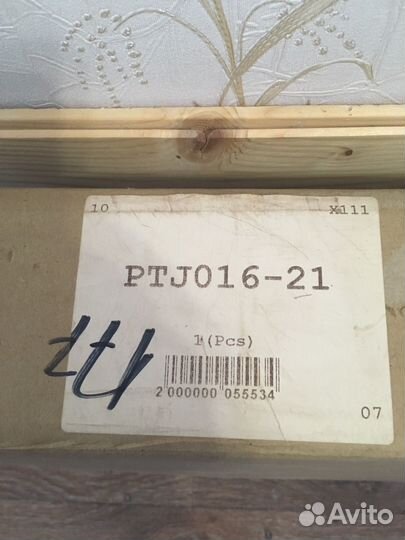 10 X111
PTJ016-21
1(Pcs)
2 000000 055534
07
Avito